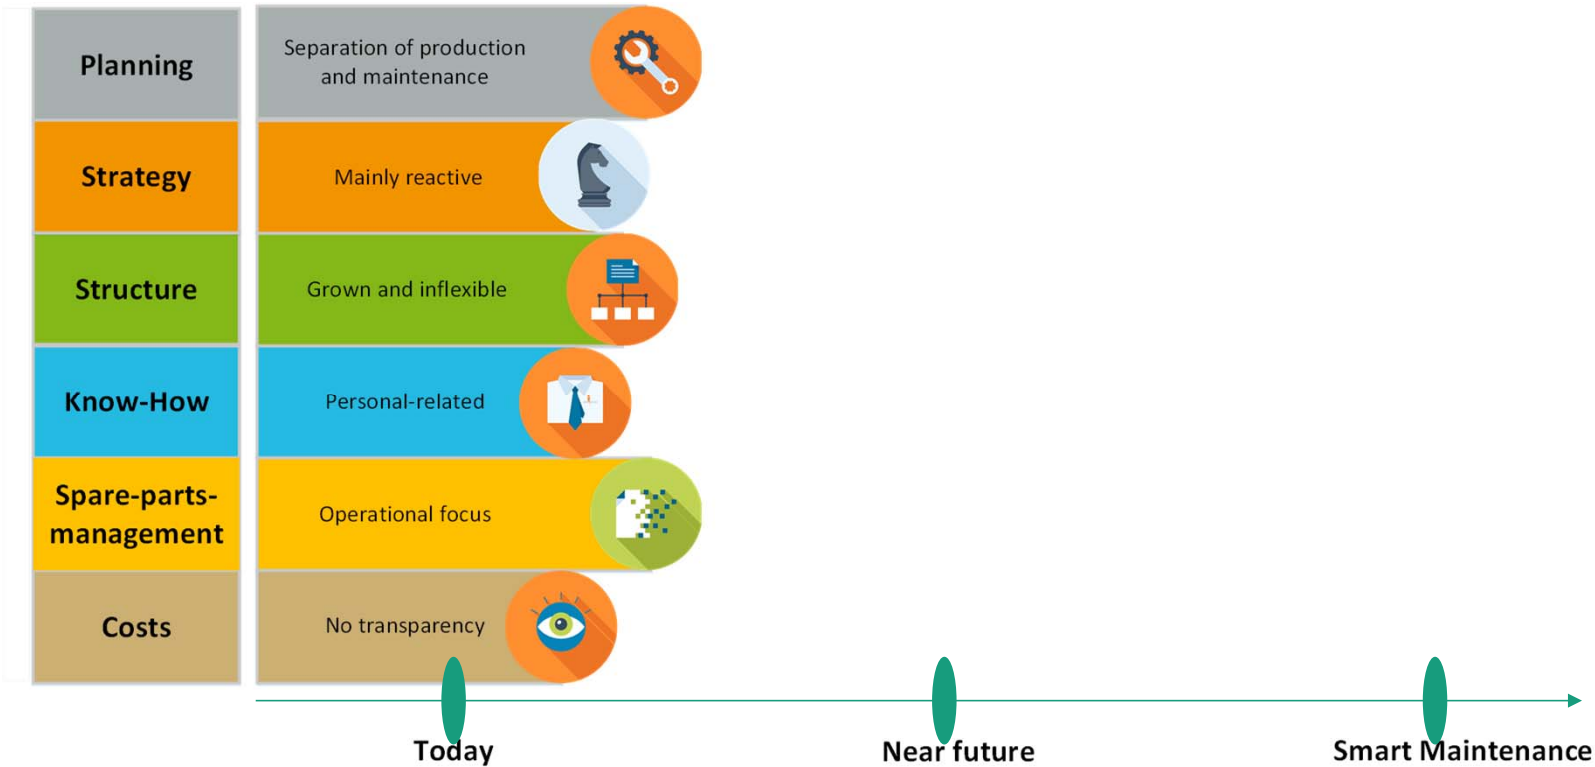 Planning
Separation of production
and maintenance
Strategy
Mainly reactive
Structure
Grown and inflexible
Know-How
Personal-related
Spare-parts-
management
Operational focus
Costs
No transparency
Today
Near future
Smart Maintenance